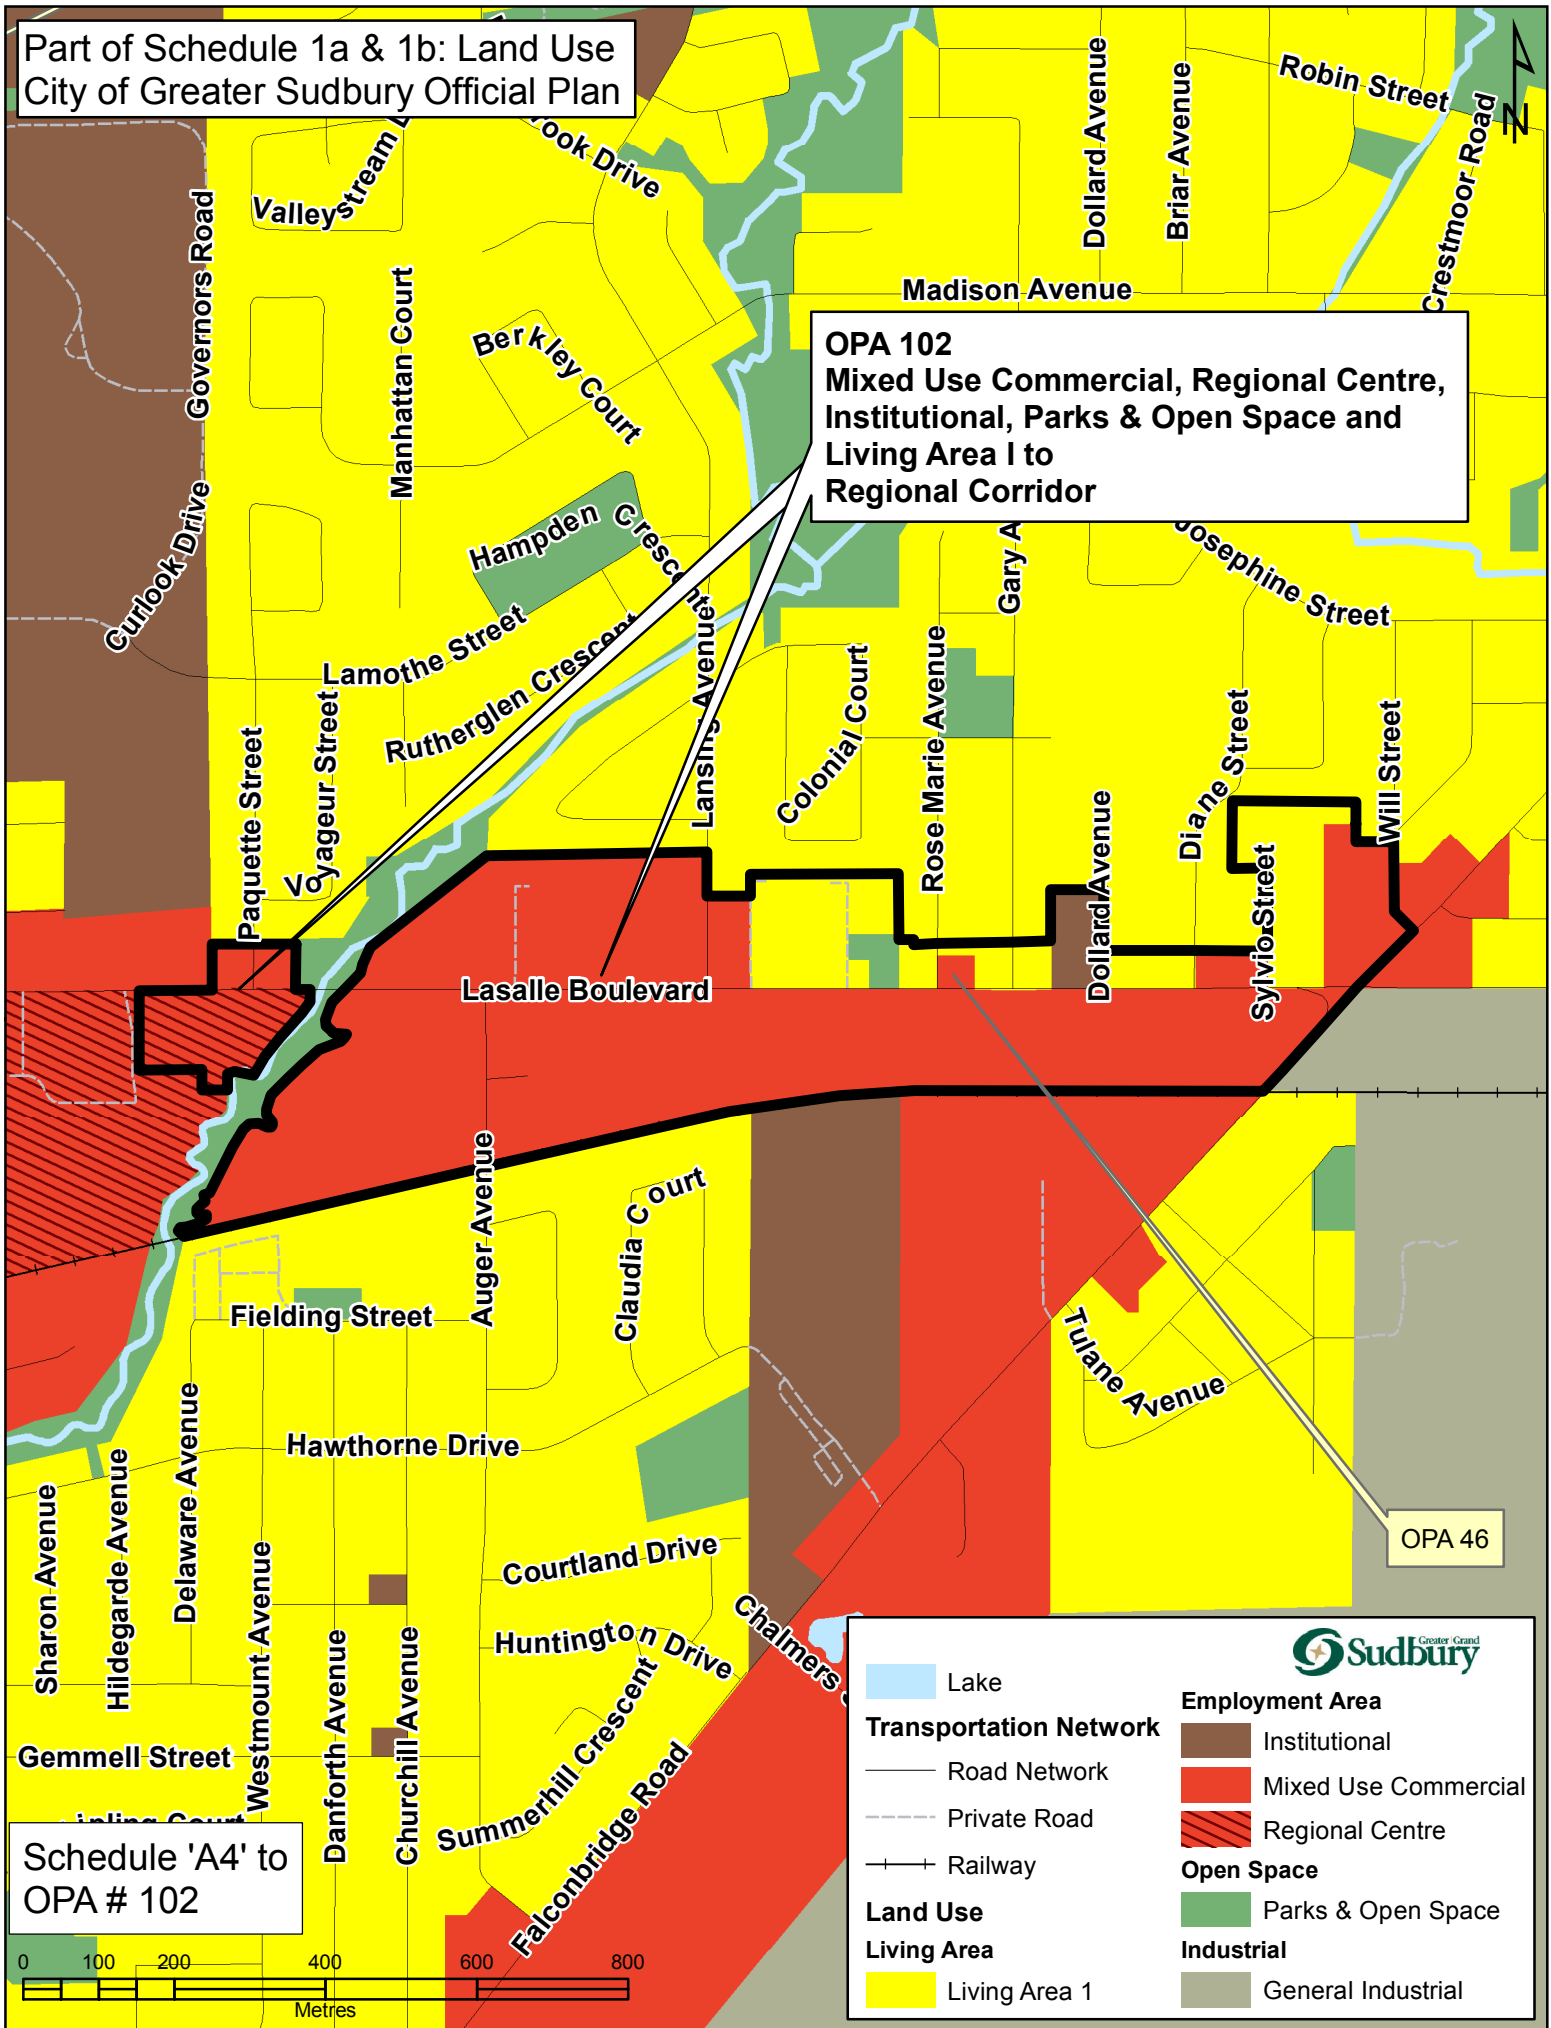 Part of Schedule 1a & 1b: Land Use
City of Greater Sudbury Official Plan
N
Robin Street
Dollard Avenue
Briar Avenue
Crestmoor Road
Drive
Valleystream
Governors Road
Manhattan Court
Berkley Court
Madison Avenue
OPA 102
Mixed Use Commercial, Regional Centre,
Institutional, Parks & Open Space and
Living Area I to
Regional Corridor
Curlook Drive
Hampden Crescent
Gary A
Josephine Street
Lamothe Street
Rutherglen Crescent
Lansing Avenue
Colonial Court
Rose Marie Avenue
Paquette Street
Voyageur Street
Diane Street
Will Street
Dollard Avenue
Sylvio Street
Lasalle Boulevard
Auger Avenue
Claudia Court
Fielding Street
Tulane Avenue
Hawthorne Drive
Sharon Avenue
Hildegarde Avenue
Delaware Avenue
Westmount Avenue
Danforth Avenue
Churchill Avenue
Courtland Drive
Huntington Drive
Chalmers
OPA 46
Summerhill Crescent
Falconbridge Road
Gemmell Street
Court
Schedule 'A4' to
OPA # 102
0 100 200 400 600 800
Metres
Greater Grand
Sudbury
Lake
Transportation Network
Road Network
Private Road
Railway
Land Use
Living Area
Living Area 1
Employment Area
Institutional
Mixed Use Commercial
Regional Centre
Open Space
Parks & Open Space
Industrial
General Industrial